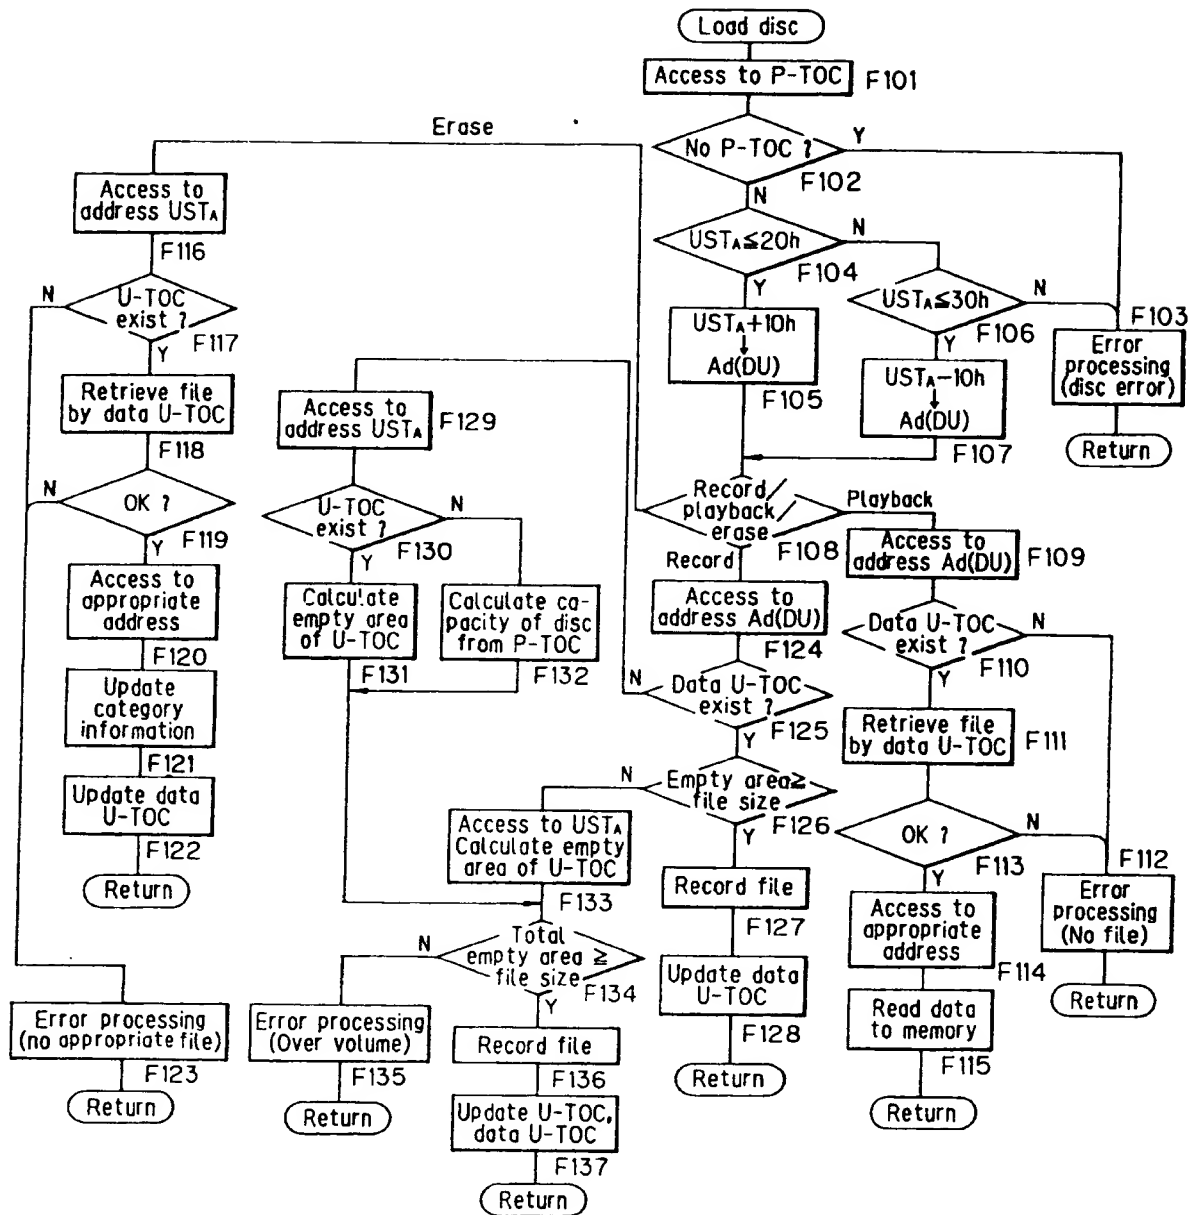 Load disc
Access to P-TOC
F101
Erase
No P-TOC ?
Y
F102
N
Access to
address USTA
F116
USTA≦20h
N
F104
Y
USTA≦30h
N
F106
Y
F103
Error
processing
(disc error)
Return
USTA+10h
↓
Ad(DU)
F105
USTA-10h
↓
Ad(DU)
F107
N
U-TOC
exist ?
F117
Y
Retrieve file
by data U-TOC
F118
N
OK ?
F119
Y
Access to
appropriate
address
F120
Update
category
information
F121
Update data
U-TOC
F122
Return
Access to
address USTA
F129
U-TOC
exist ?
N
F130
Y
Calculate
empty area
of U-TOC
F131
Calculate ca-
pacity of disc
from P-TOC
F132
Record/
playback/
erase
Playback
F108
Record
Access to
address Ad(DU)
F109
Access to
address Ad(DU)
F124
Data U-TOC
exist ?
N
F110
Y
N
Data U-TOC
exist ?
F125
Y
Retrieve file
by data U-TOC
F111
N
Empty area≧
file size
F126
Y
OK ?
N
F113
Y
F112
Error
processing
(No file)
Return
Access to USTA
Calculate empty
area of U-TOC
F133
Record file
F127
Access to
appropriate
address
F114
N
Total
empty area ≧
file size
F134
Y
Update data
U-TOC
F128
Return
Read data
to memory
F115
Return
Error processing
(no appropriate file)
F123
Return
Error processing
(Over volume)
F135
Return
Record file
F136
Update U-TOC,
data U-TOC
F137
Return